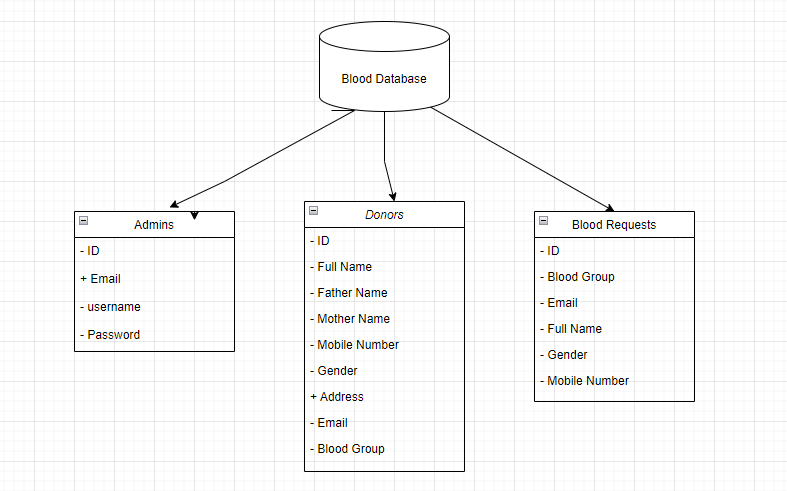 Blood Database
Admins
- ID
+ Email
- username
- Password
Donors
- ID
- Full Name
- Father Name
- Mother Name
- Mobile Number
- Gender
+ Address
- Email
- Blood Group
Blood Requests
- ID
- Blood Group
- Email
- Full Name
- Gender
- Mobile Number